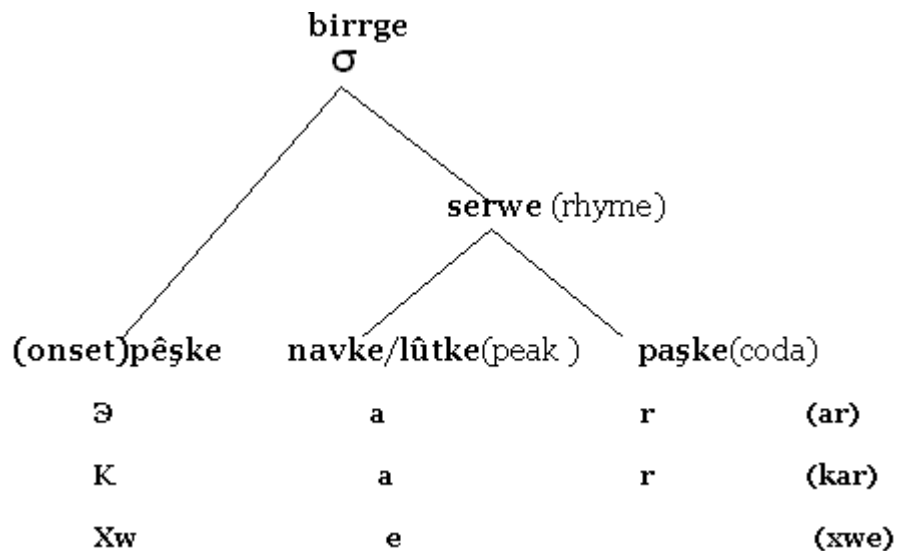 birrge
σ
serwe (rhyme)
(onset)pêşke navke/lûtke(peak ) paşke(coda)
Э a r (ar)
K a r (kar)
Xw e (xwe)